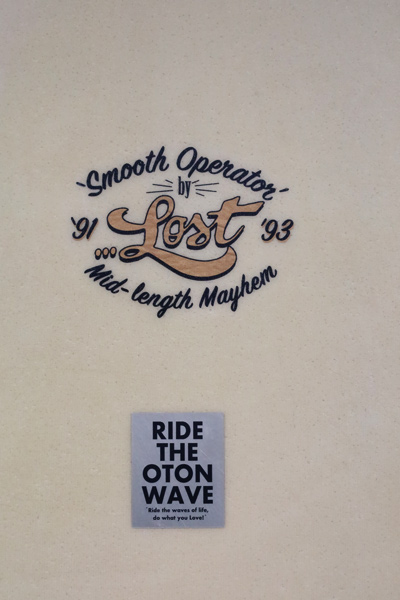 'Smooth Operator'
by
'91 ...Lost '93
Mid-length Mayhem
RIDE
THE
OTON
WAVE
"Ride the waves of life,
do what you Love!"